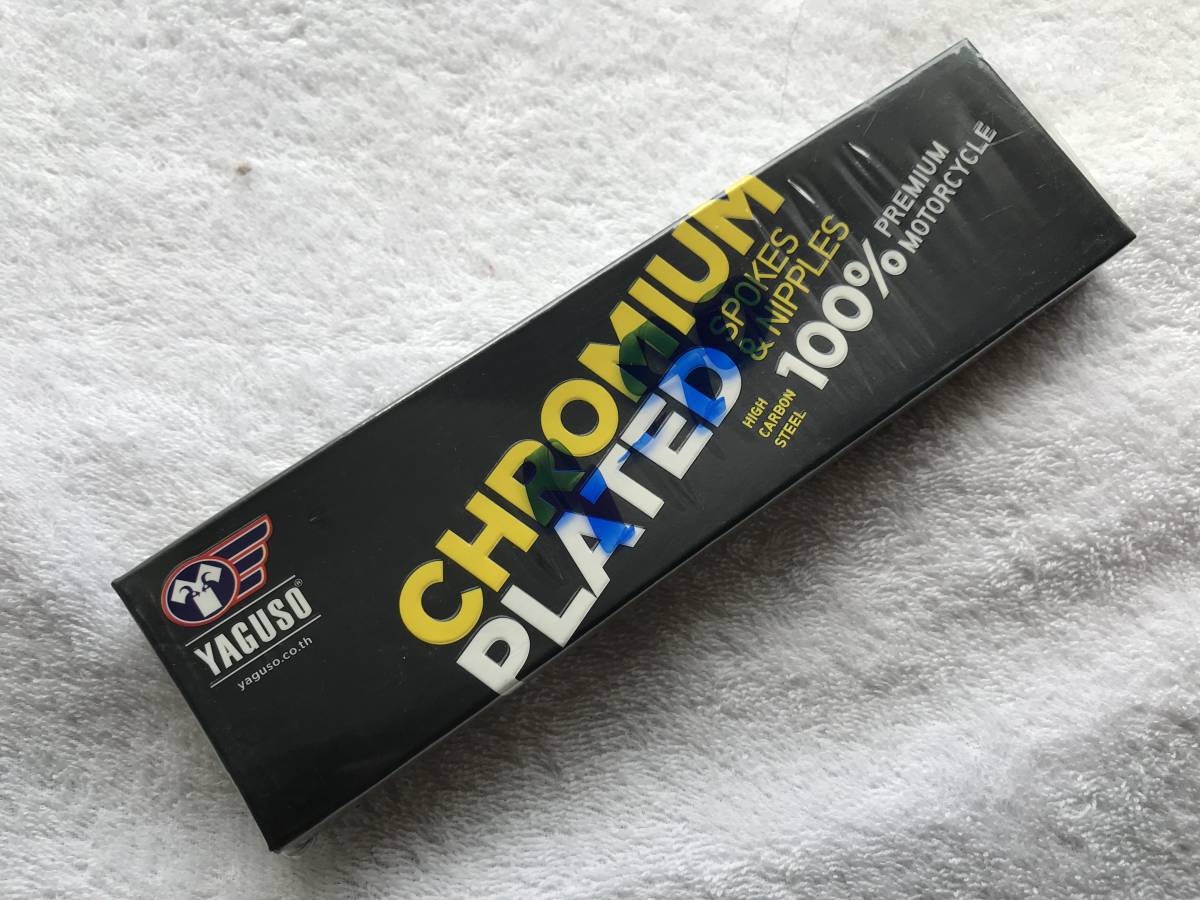 YAGUSO®
yaguso.co.th
CHROMIUM
PLATED
SPOKES
& NIPPLES
HIGH
CARBON
STEEL
100%
PREMIUM
MOTORCYCLE